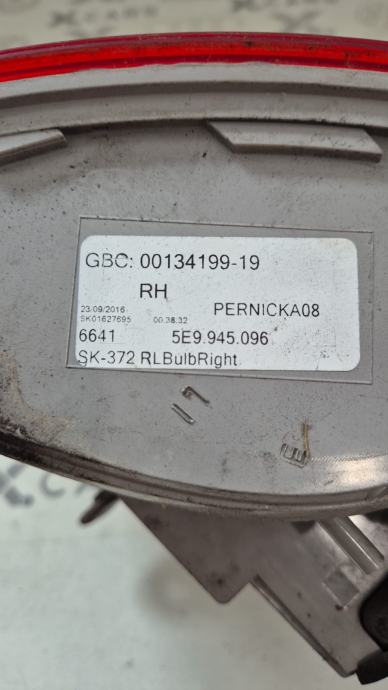 GBC: 00134199-19
RH
23/09/2016
PERNICKA08
SK01627695 00.38.32
6641 5E9.945.096
SK-372 RLBulbRight